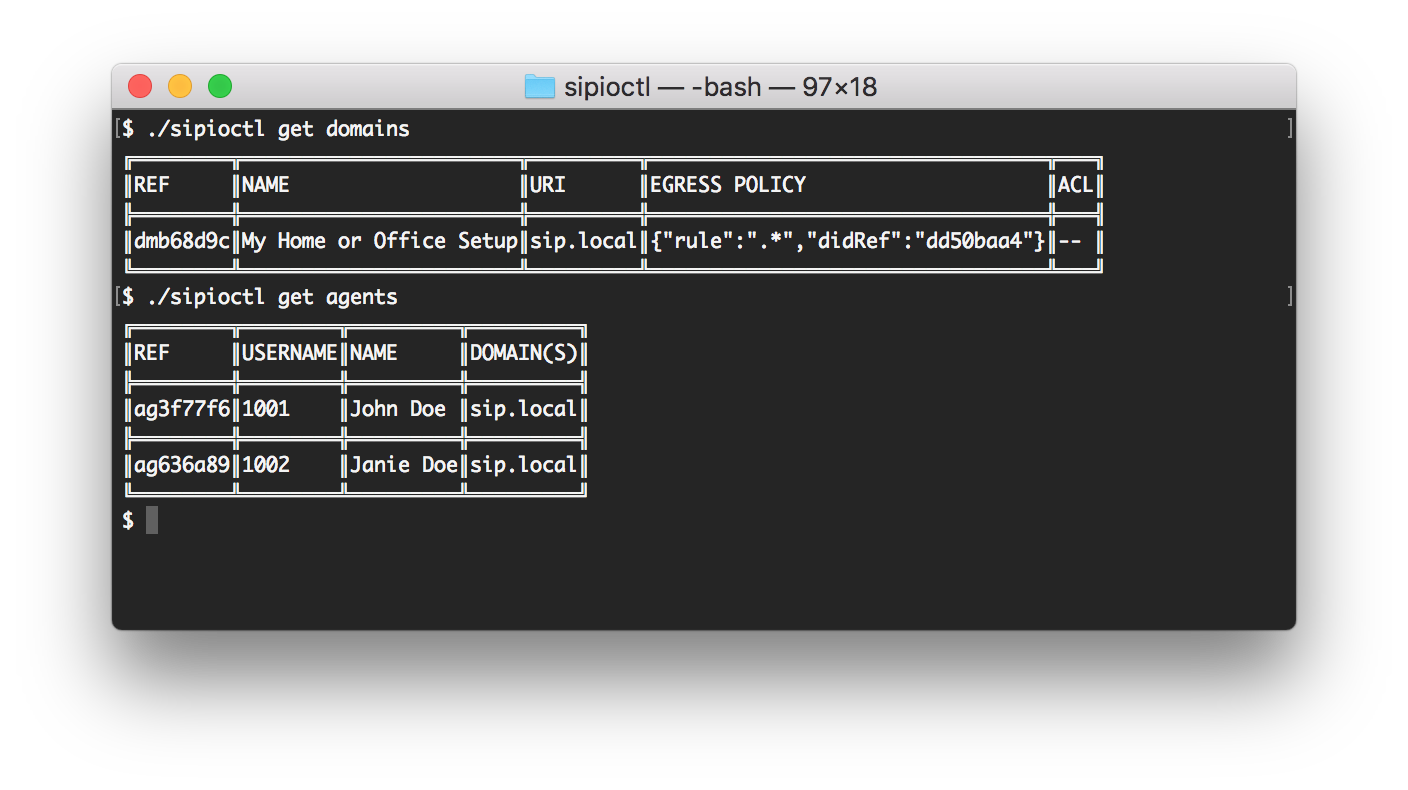 sipioctl — -bash — 97×18
[$ ./sipioctl get domains ]
REF NAME URI EGRESS POLICY ACL
dmb68d9c My Home or Office Setup sip.local {"rule":".*","didRef":"dd50baa4"} --
[$ ./sipioctl get agents ]
REF USERNAME NAME DOMAIN(S)
ag3f77f6 1001 John Doe sip.local
ag636a89 1002 Janie Doe sip.local
$